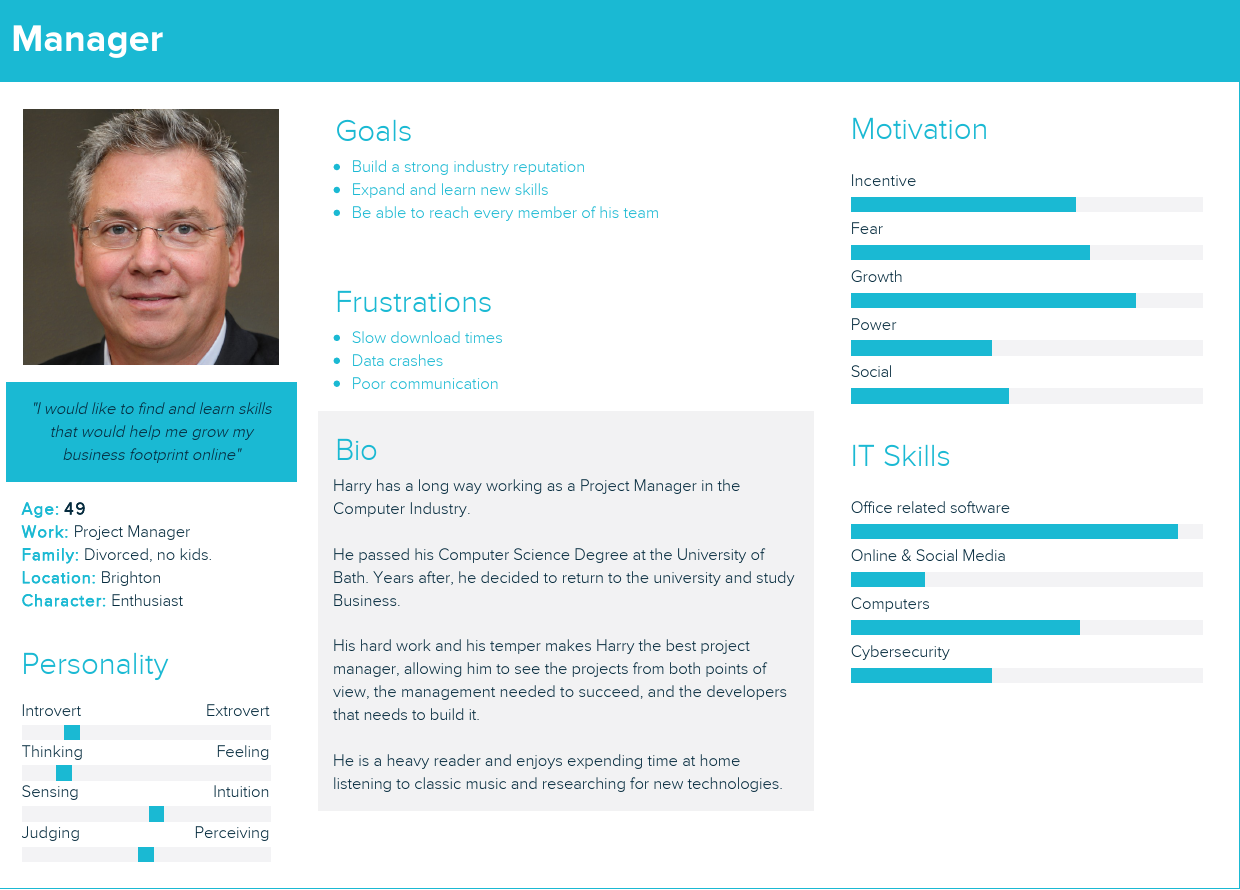 Manager
"I would like to find and learn skills
that would help me grow my
business footprint online"
Age: 49
Work: Project Manager
Family: Divorced, no kids.
Location: Brighton
Character: Enthusiast
Personality
Introvert Extrovert
Thinking Feeling
Sensing Intuition
Judging Perceiving
Goals
Build a strong industry reputation
Expand and learn new skills
Be able to reach every member of his team
Frustrations
Slow download times
Data crashes
Poor communication
Bio
Harry has a long way working as a Project Manager in the
Computer Industry.
He passed his Computer Science Degree at the University of
Bath. Years after, he decided to return to the university and study
Business.
His hard work and his temper makes Harry the best project
manager, allowing him to see the projects from both points of
view, the management needed to succeed, and the developers
that needs to build it.
He is a heavy reader and enjoys expending time at home
listening to classic music and researching for new technologies.
Motivation
Incentive
Fear
Growth
Power
Social
IT Skills
Office related software
Online & Social Media
Computers
Cybersecurity